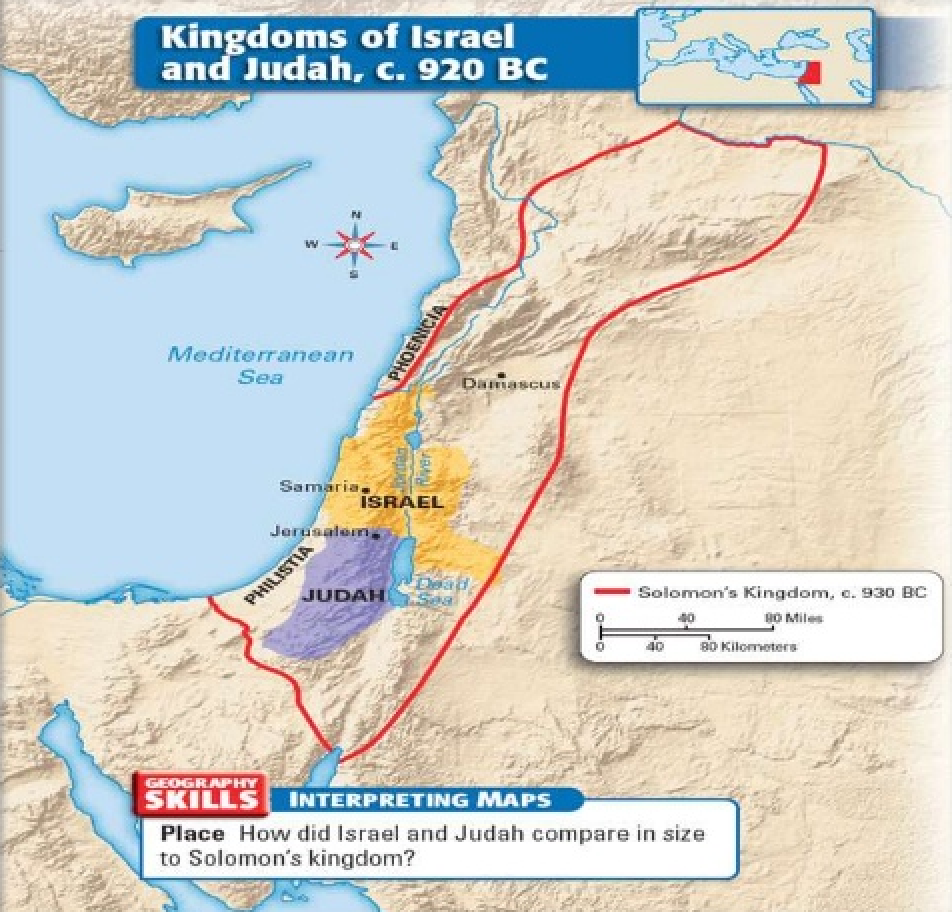 Kingdoms of Israel
and Judah, c. 920 BC
N
W
E
S
PHOENICIA
Mediterranean
Sea
Damascus
Jordan
River
Samaria
ISRAEL
Jerusalem
PHILISTIA
JUDAH
Dead
Sea
Solomon's Kingdom, c. 930 BC
0 40 80 Miles
0 40 80 Kilometers
GEOGRAPHY
SKILLS
INTERPRETING MAPS
Place How did Israel and Judah compare in size
to Solomon's kingdom?